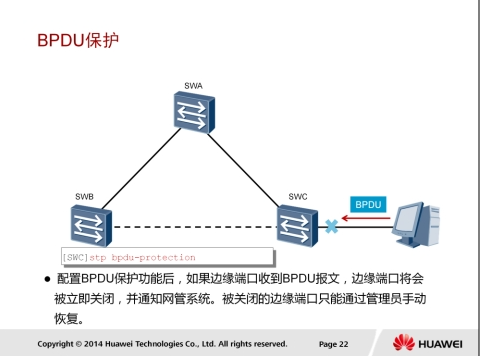 BPDU保护
SWA
SWB
SWC
BPDU
[SWC]stp bpdu-protection
● 配置BPDU保护功能后，如果边缘端口收到BPDU报文，边缘端口将会
被立即关闭，并通知网管系统。被关闭的边缘端口只能通过管理员手动
恢复。
Copyright © 2014 Huawei Technologies Co., Ltd. All rights reserved.
Page 22
HUAWEI